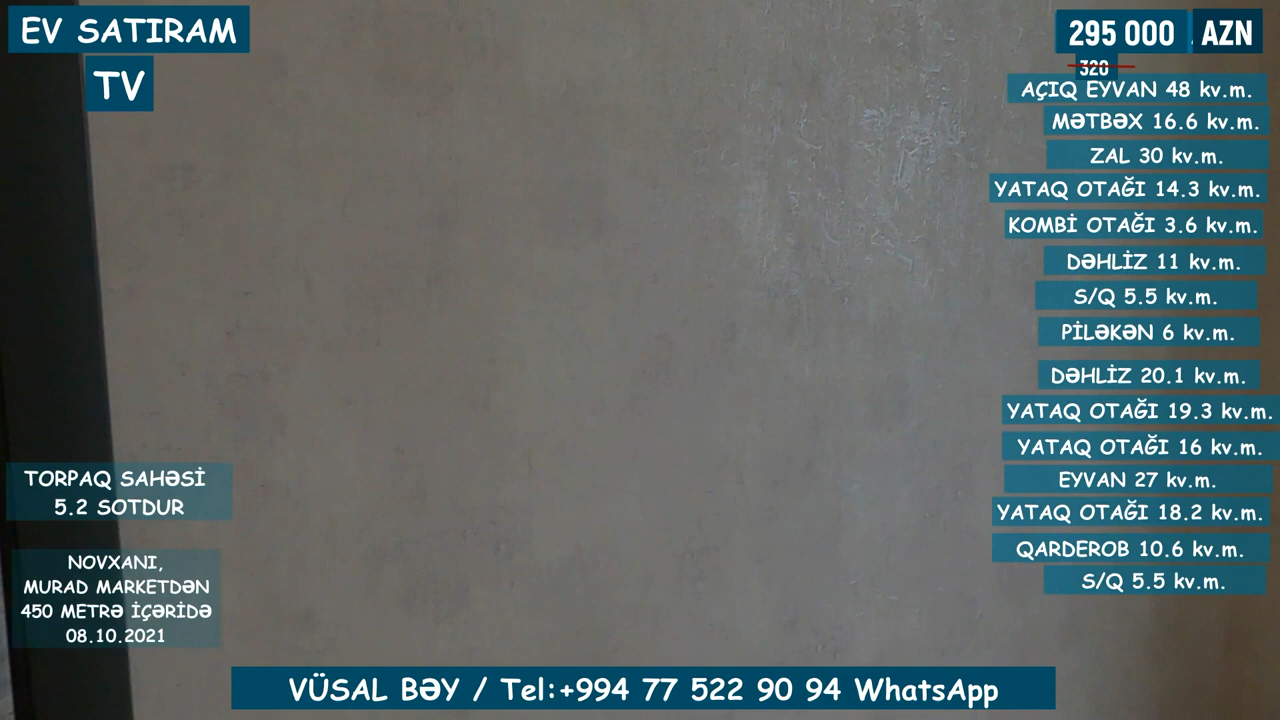 EV SATIRAM
TV
295 000 AZN
320
AÇIQ EYVAN 48 kv.m.
MƏTBƏX 16.6 kv.m.
ZAL 30 kv.m.
YATAQ OTAĞI 14.3 kv.m.
KOMBİ OTAĞI 3.6 kv.m.
DƏHLİZ 11 kv.m.
S/Q 5.5 kv.m.
PİLƏKƏN 6 kv.m.
DƏHLİZ 20.1 kv.m.
YATAQ OTAĞI 19.3 kv.m.
YATAQ OTAĞI 16 kv.m.
EYVAN 27 kv.m.
YATAQ OTAĞI 18.2 kv.m.
QARDEROB 10.6 kv.m.
S/Q 5.5 kv.m.
TORPAQ SAHƏSİ
5.2 SOTDUR
NOVXANI,
MURAD MARKETDƏN
450 METRƏ İÇƏRİDƏ
08.10.2021
VÜSAL BƏY / Tel:+994 77 522 90 94 WhatsApp